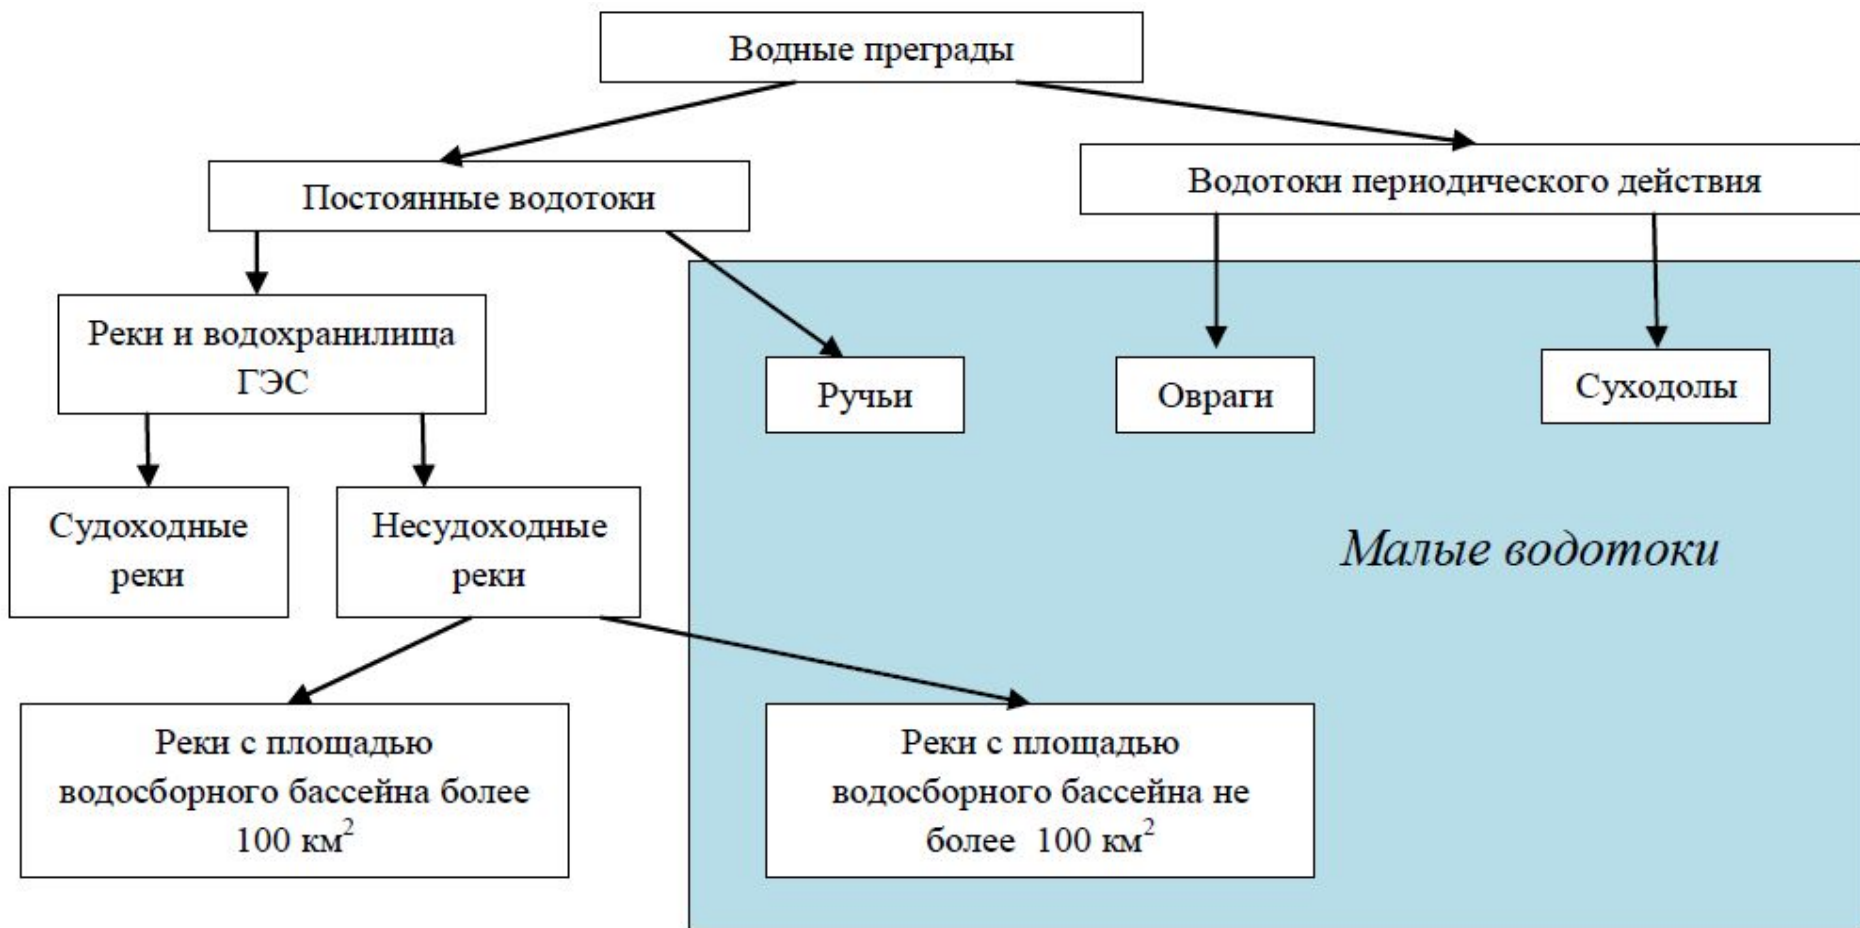 Водные преграды
Постоянные водотоки
Водотоки периодического действия
Реки и водохранилища
ГЭС
Ручьи
Овраги
Суходолы
Судоходные
реки
Несудоходные
реки
Малые водотоки
Реки с площадью
водосборного бассейна более
100 км²
Реки с площадью
водосборного бассейна не
более 100 км²